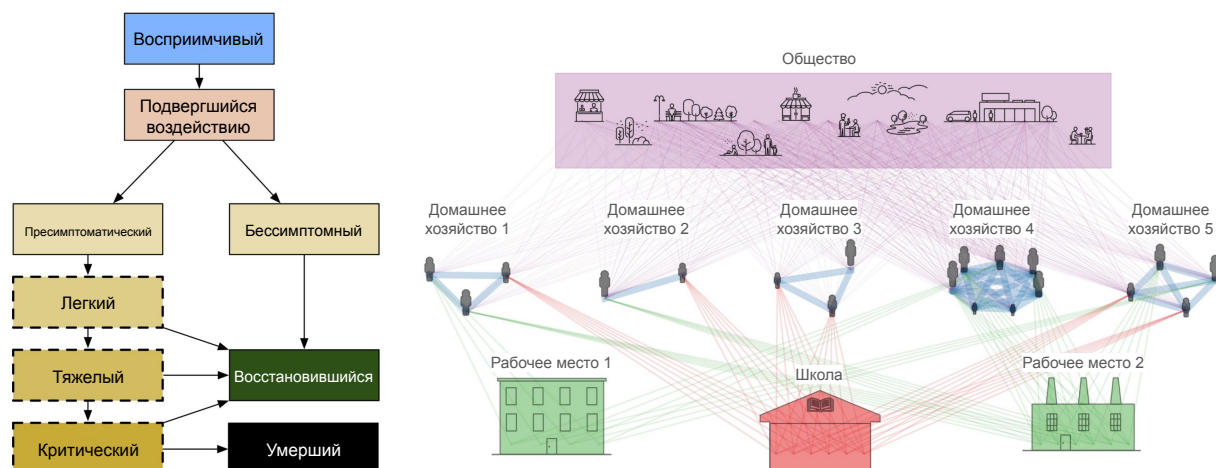 Восприимчивый
Подвергшийся
воздействию
Пресимптоматический
Бессимптомный
Легкий
Тяжелый
Восстановившийся
Критический
Умерший
Общество
Домашнее
хозяйство 1
Домашнее
хозяйство 2
Домашнее
хозяйство 3
Домашнее
хозяйство 4
Домашнее
хозяйство 5
Рабочее место 1
Школа
Рабочее место 2